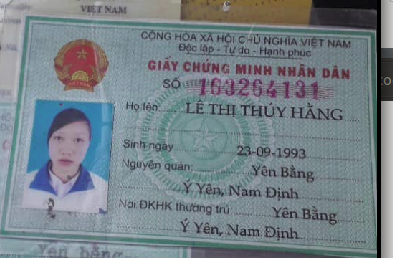 VIỆT NAM
CỘNG HÒA XÃ HỘI CHỦ NGHĨA VIỆT NAM
Độc lập - Tự do - Hạnh phúc
GIẤY CHỨNG MINH NHÂN DÂN
SỐ 163264131
Họ tên: LÊ THỊ THÚY HẰNG
Sinh ngày 23-09-1993
Nguyên quán: Yên Bằng
Ý Yên, Nam Định
Nơi ĐKHK thường trú Yên Bằng
Ý Yên, Nam Định
Yên bằng